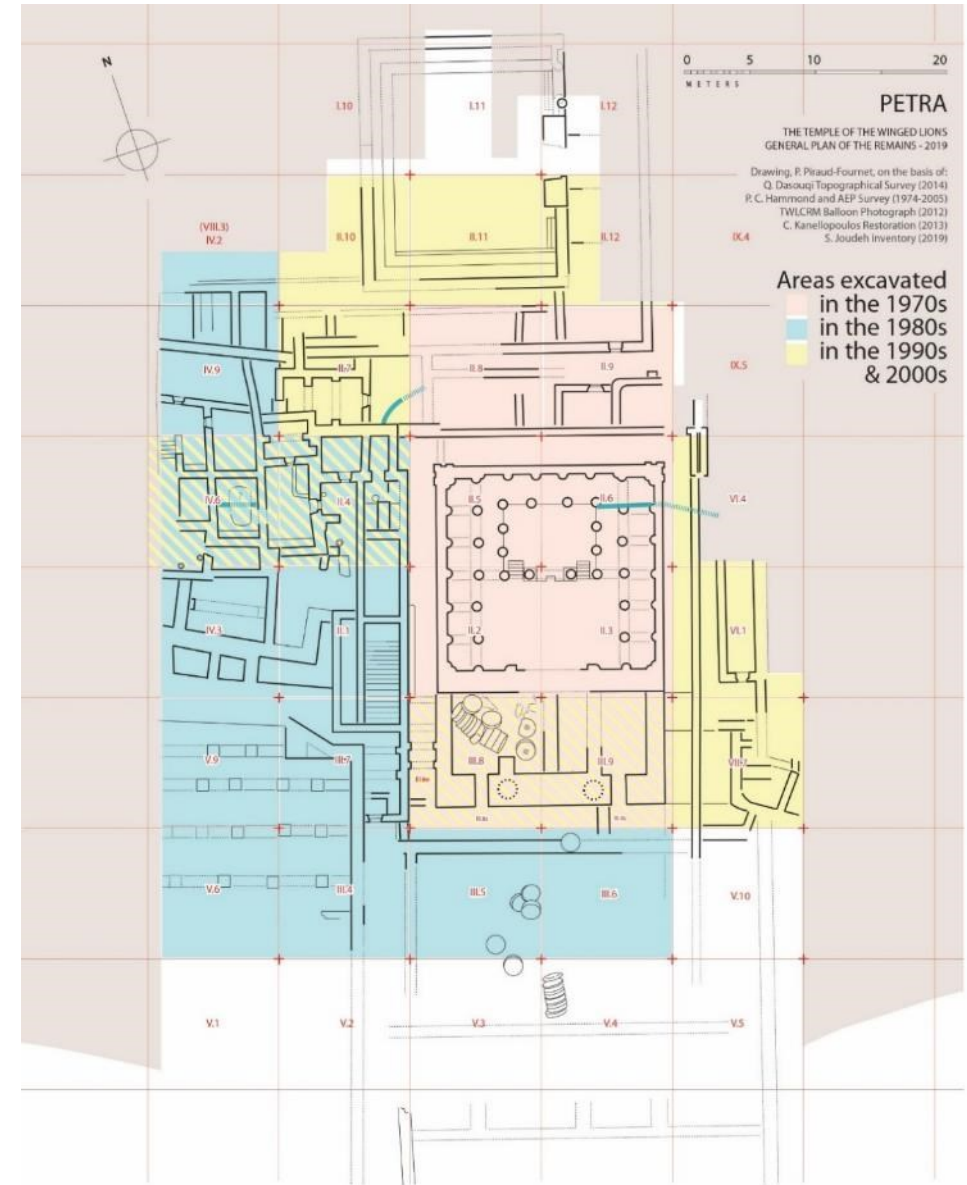 N
0 5 10 20
METERS
PETRA
THE TEMPLE OF THE WINGED LIONS
GENERAL PLAN OF THE REMAINS - 2019
Drawing, P. Piraud-Fournet, on the basis of:
Q. Dasouqi Topographical Survey (2014)
P. C. Hammond and AEP Survey (1974-2005)
TWLCRM Balloon Photograph (2012)
C. Kanellopoulos Restoration (2013)
S. Joudeh inventory (2019)
Areas excavated
in the 1970s
in the 1980s
in the 1990s
& 2000s
I.10 I.11 I.12
(VIII.3)
IV.2 II.10 II.11 II.12 IX.4
IV.9 II.7 II.8 II.9 IX.5
IV.6 II.4 II.5 II.6 VI.4
IV.3 II.1 II.2 II.3 VI.1
V.9 III.7 III.8 III.9 VII.7
V.6 III.4 III.5 III.6 V.10
V.1 V.2 V.3 V.4 V.5